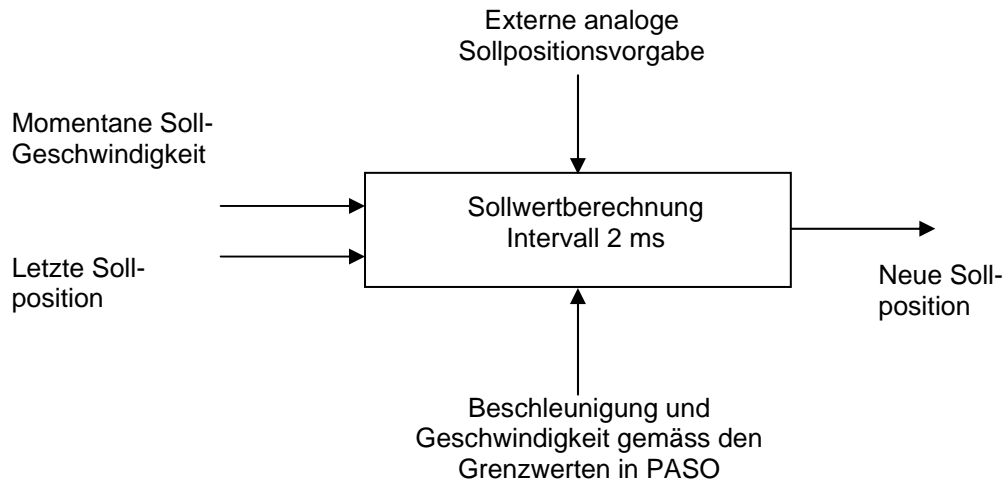 Externe analoge
Sollpositionsvorgabe
Momentane Soll-
Geschwindigkeit
Sollwertberechnung
Intervall 2 ms
Letzte Soll-
position
Neue Soll-
position
Beschleunigung und
Geschwindigkeit gemäss den
Grenzwerten in PASO